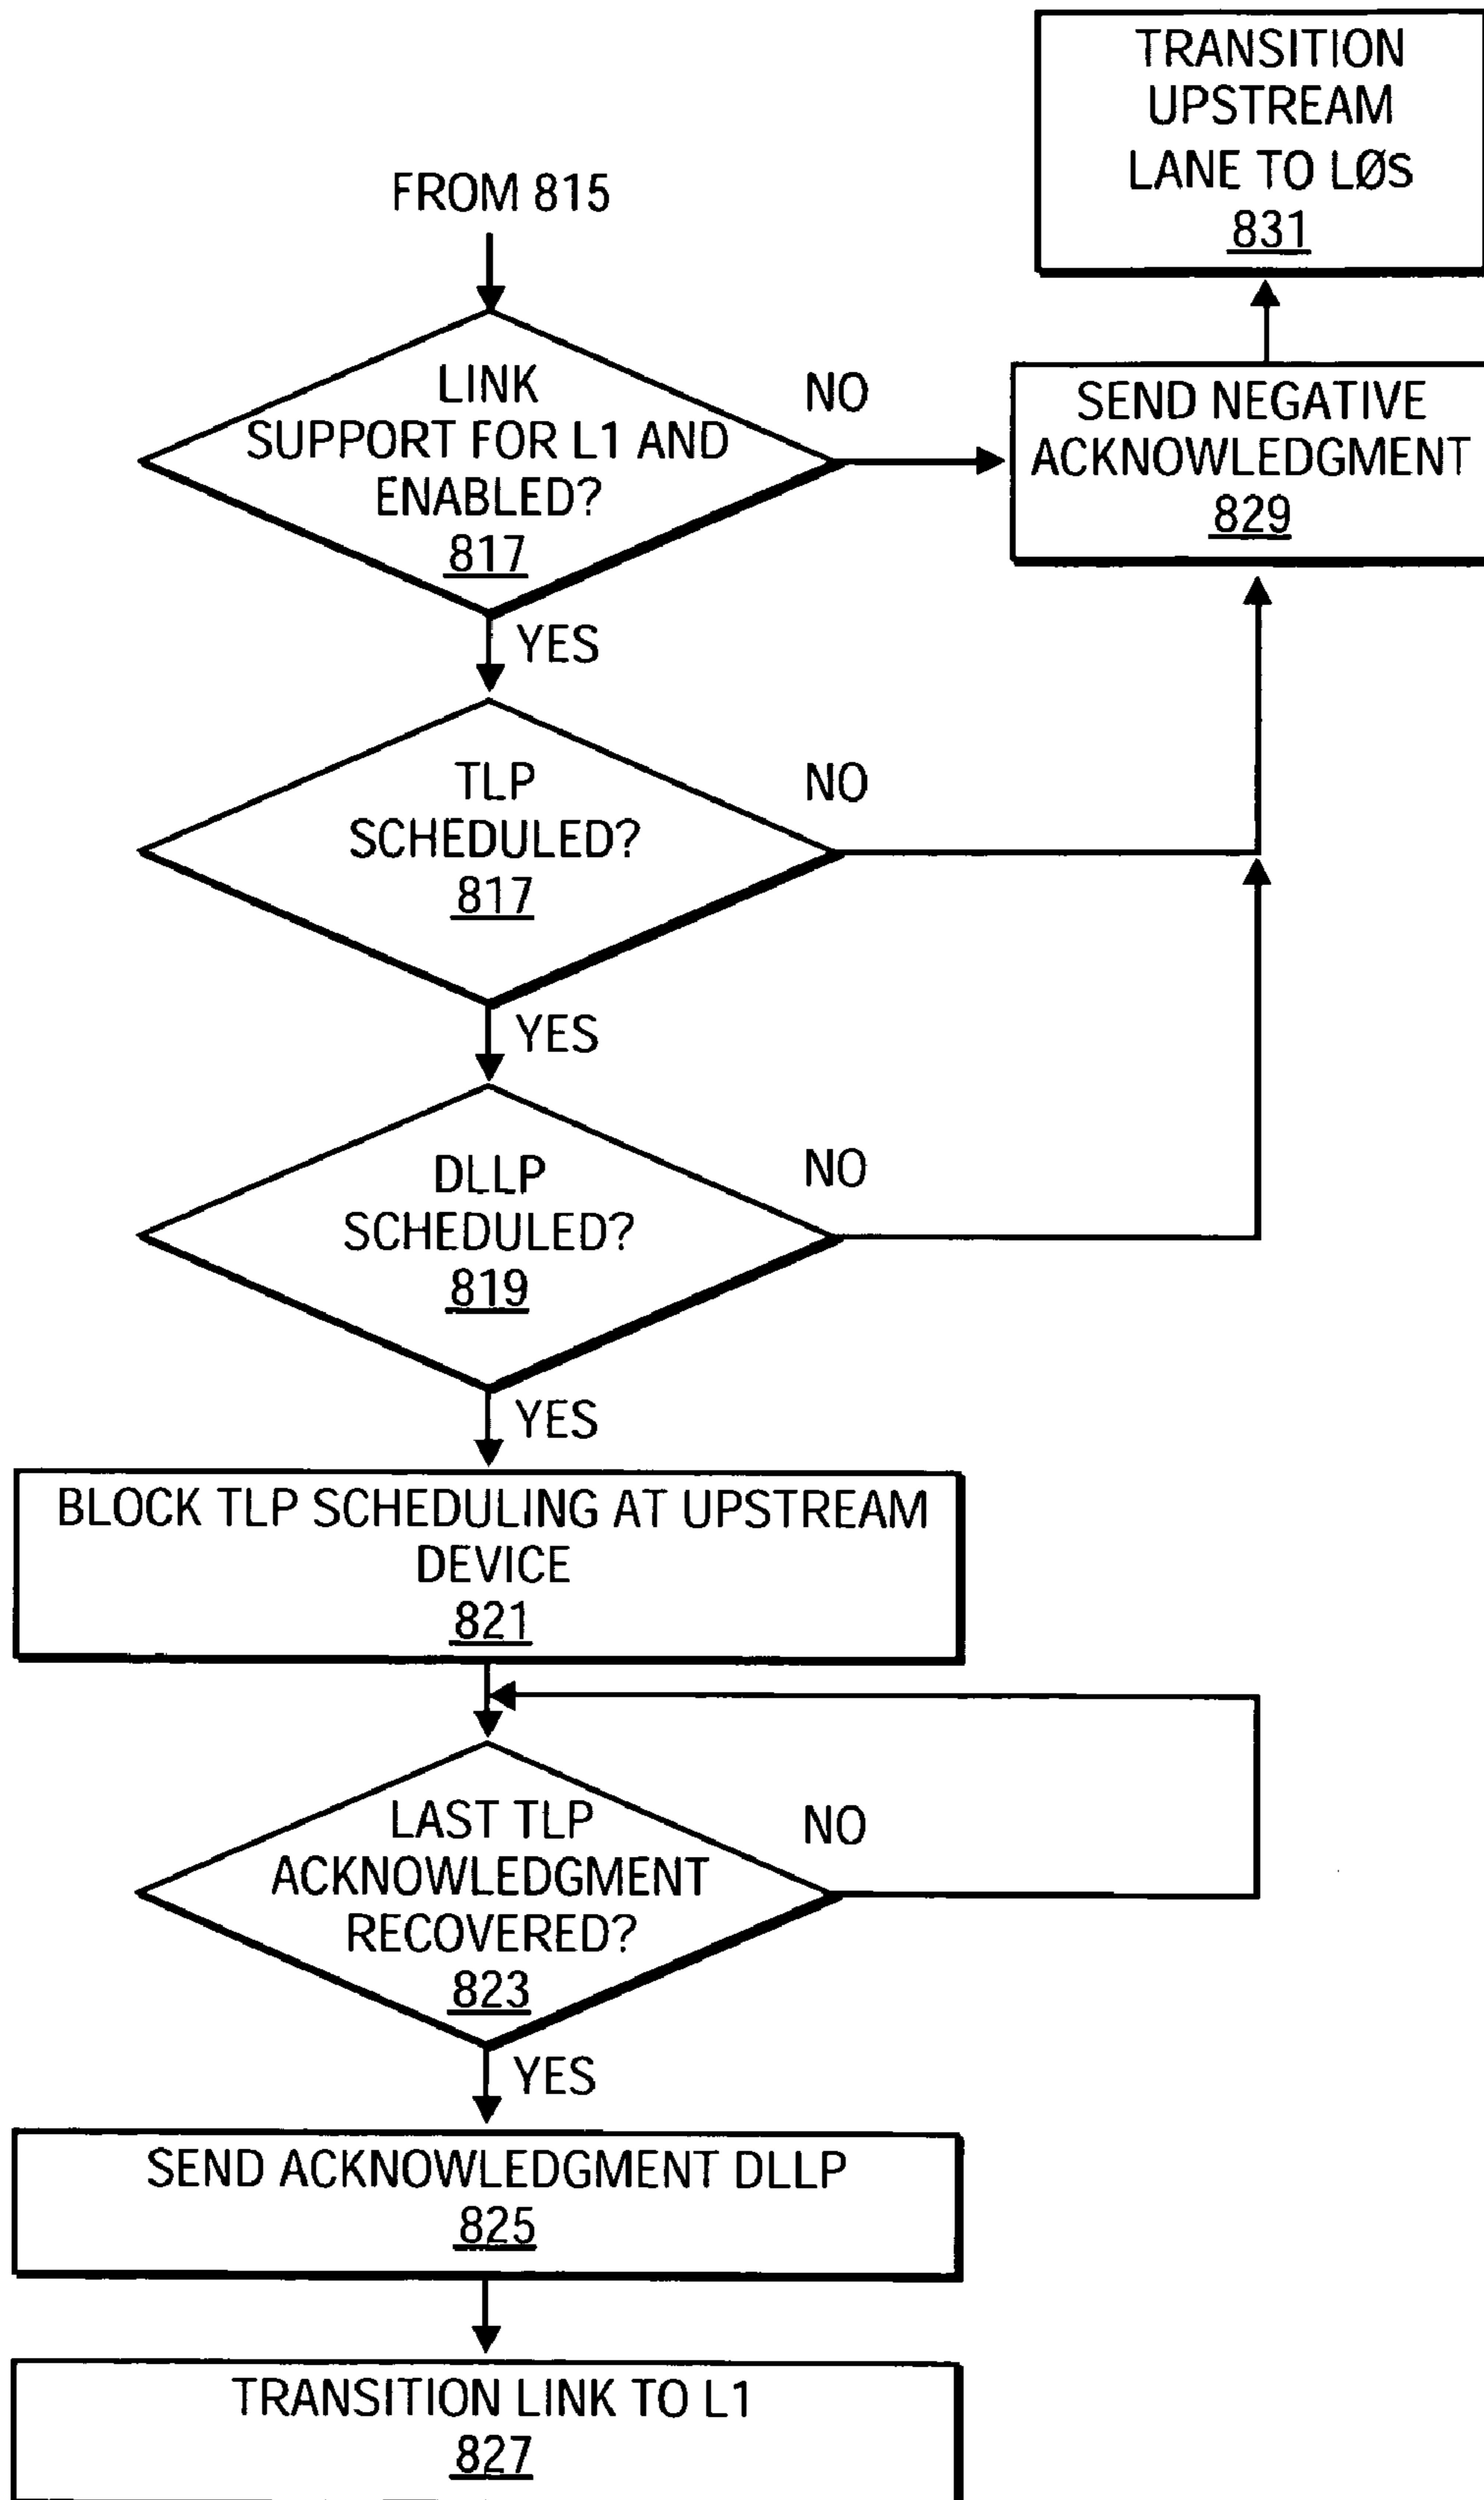 TRANSITION
UPSTREAM
LANE TO LØS
831
FROM 815
LINK
SUPPORT FOR L1 AND
ENABLED?
817
NO
SEND NEGATIVE
ACKNOWLEDGMENT
829
YES
TLP
SCHEDULED?
817
NO
YES
DLLP
SCHEDULED?
819
NO
YES
BLOCK TLP SCHEDULING AT UPSTREAM
DEVICE
821
LAST TLP
ACKNOWLEDGMENT
RECOVERED?
823
NO
YES
SEND ACKNOWLEDGMENT DLLP
825
TRANSITION LINK TO L1
827